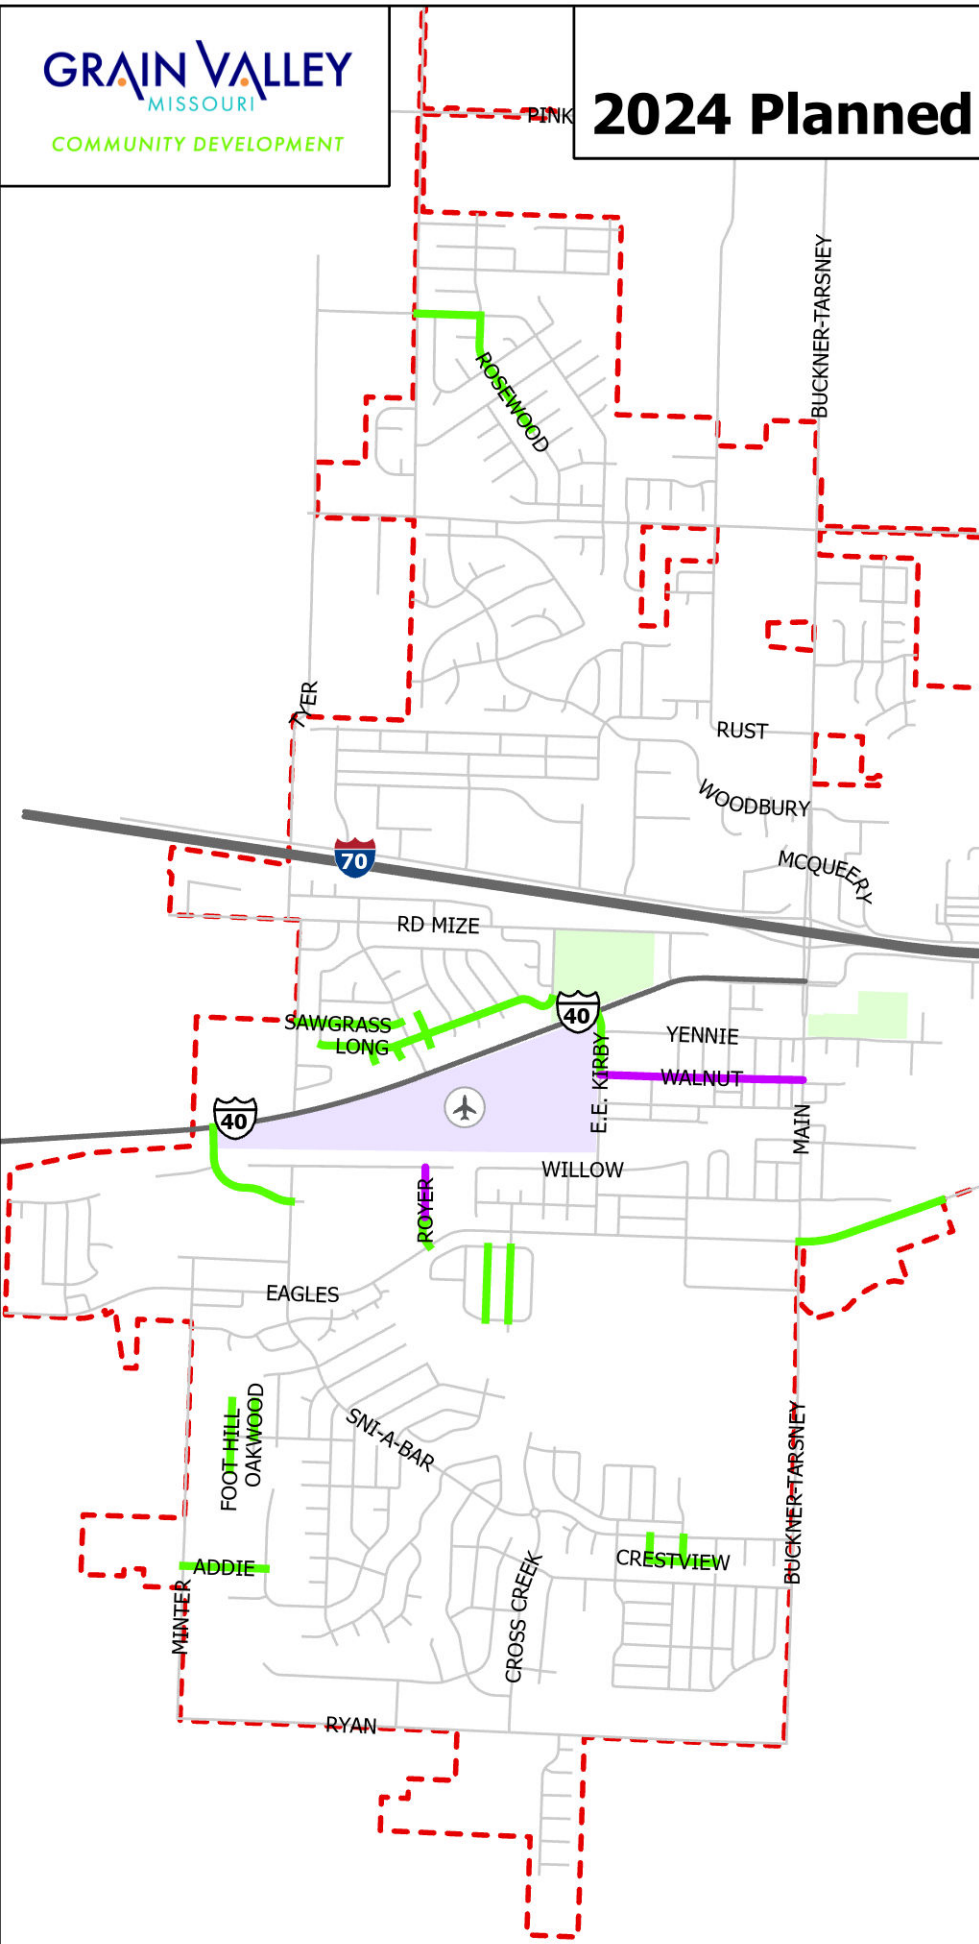 GRAIN VALLEY
MISSOURI
COMMUNITY DEVELOPMENT
2024 Planned
PINK
BUCKNER-TARSNEY
ROSEWOOD
TYER
RUST
WOODBURY
MCQUEERY
70
RD MIZE
40
SAWGRASS
LONG
YENNIE
E.E. KIRBY
WALNUT
40
MAIN
WILLOW
ROYER
EAGLES
FOOT HILL
OAKWOOD
SNI-A-BAR
BUCKNER-TARSNEY
CRESTVIEW
ADDIE
CROSS CREEK
MINTER
RYAN